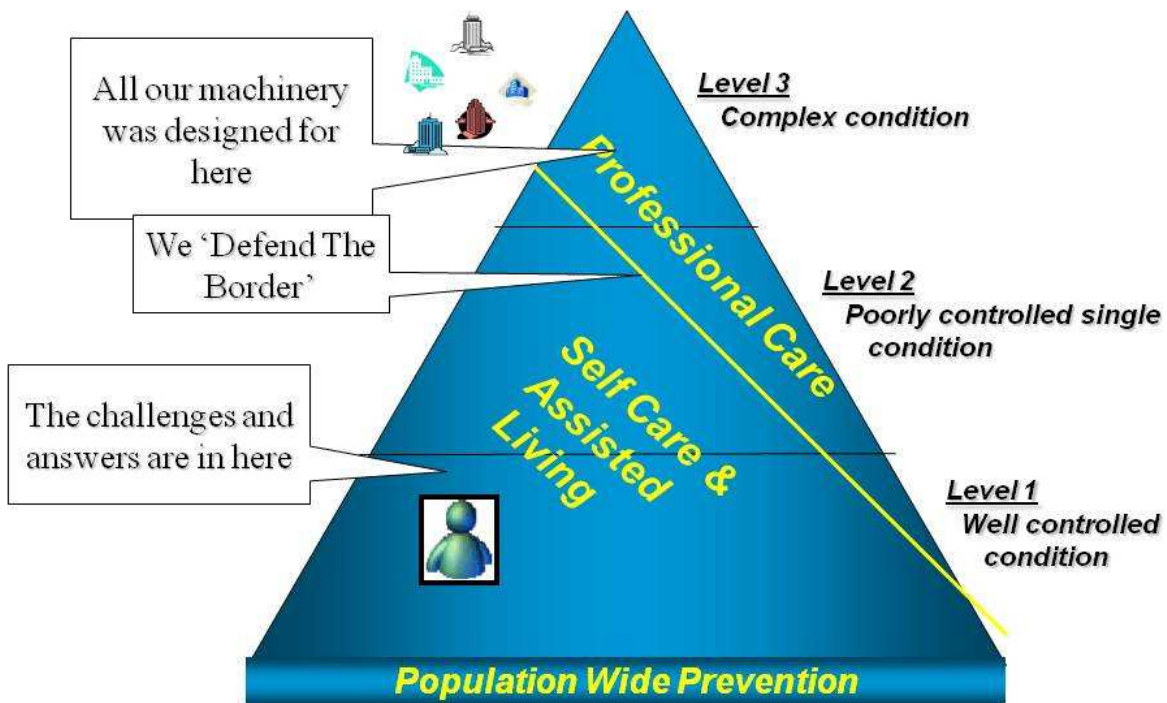 All our machinery
was designed for
here
We ‘Defend The
Border’
The challenges and
answers are in here
Level 3
Complex condition
Professional Care
Level 2
Poorly controlled single
condition
Self Care &
Assisted
Living
Level 1
Well controlled
condition
Population Wide Prevention